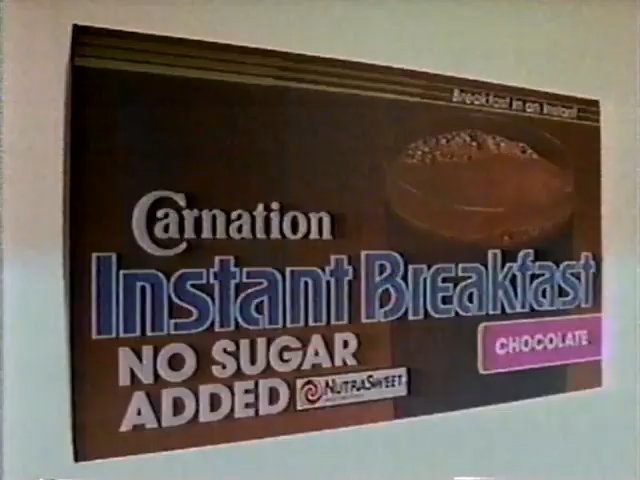 Breakfast in an Instant
Carnation
Instant Breakfast
CHOCOLATE
NO SUGAR
ADDED NUTRASWEET